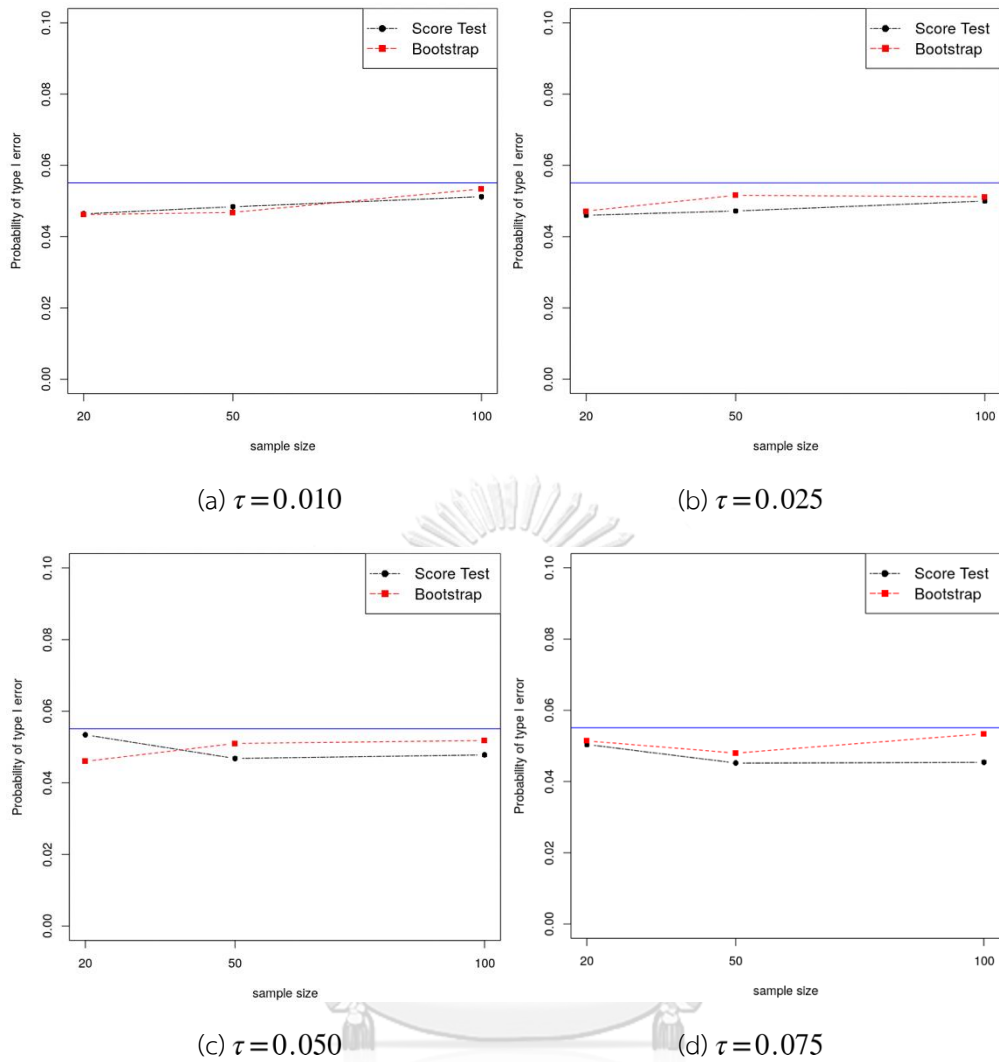 Score Test
Bootstrap
Probability of type I error
0.00 0.02 0.04 0.06 0.08 0.10
20 50 100
sample size
(a) τ=0.010
Score Test
Bootstrap
Probability of type I error
0.00 0.02 0.04 0.06 0.08 0.10
20 50 100
sample size
(b) τ=0.025
Score Test
Bootstrap
Probability of type I error
0.00 0.02 0.04 0.06 0.08 0.10
20 50 100
sample size
(c) τ=0.050
Score Test
Bootstrap
Probability of type I error
0.00 0.02 0.04 0.06 0.08 0.10
20 50 100
sample size
(d) τ=0.075